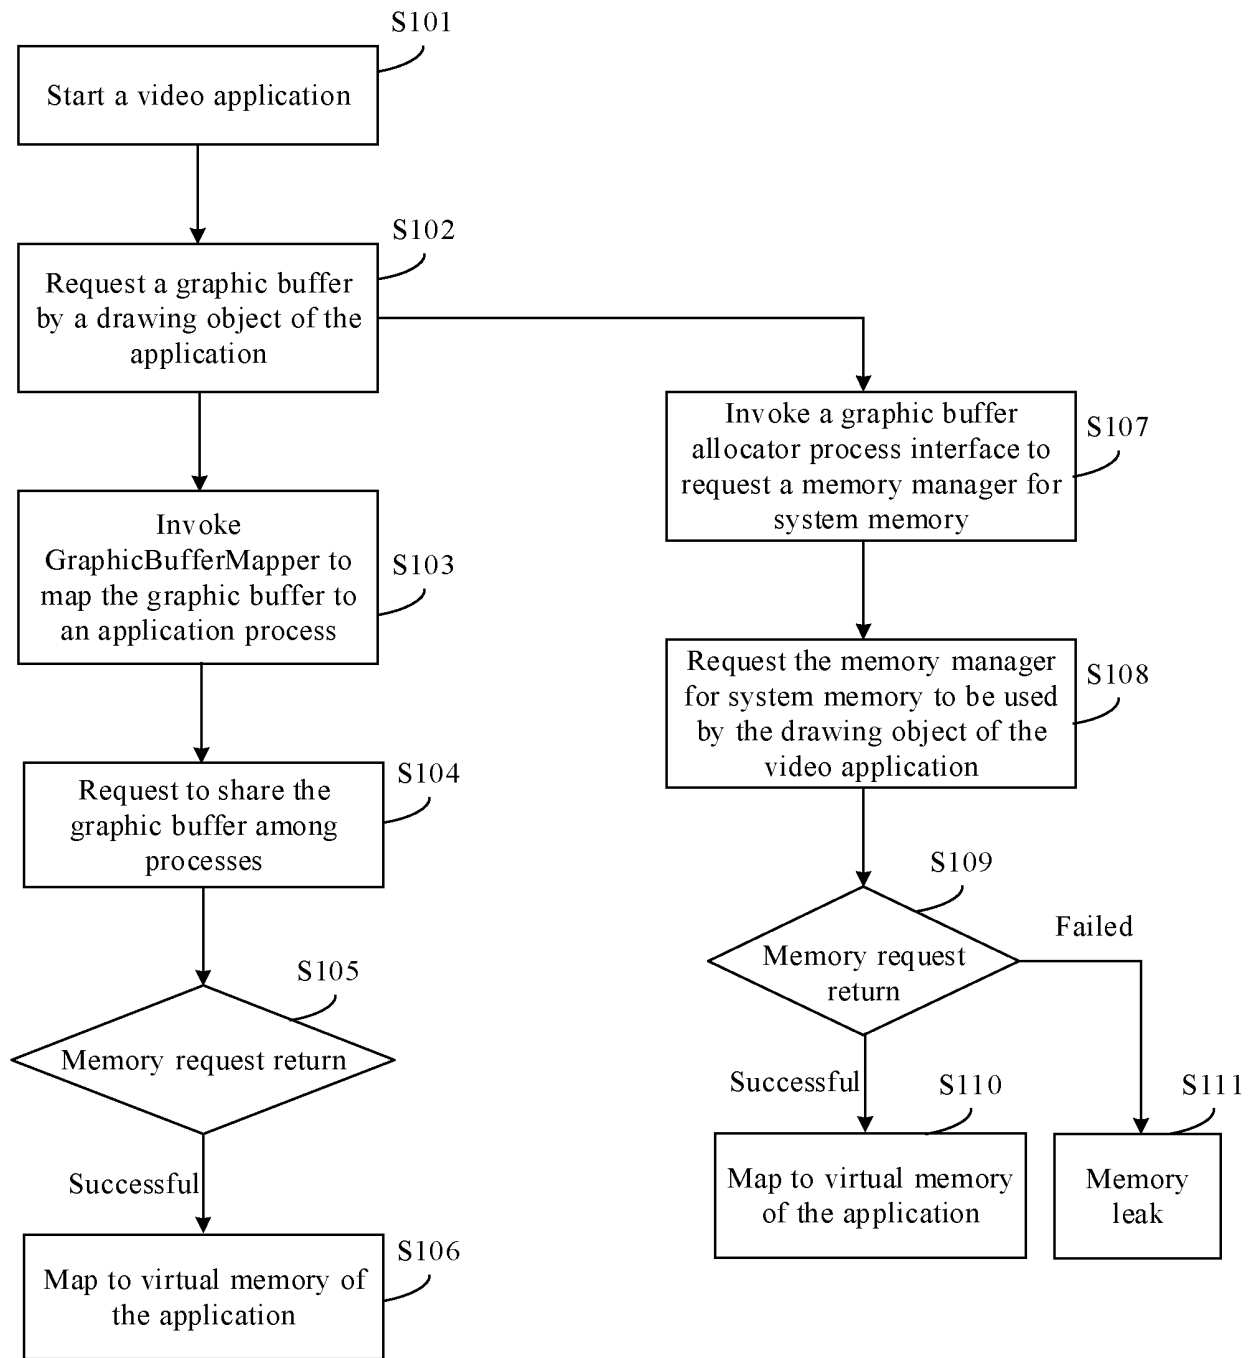 S101
Start a video application
S102
Request a graphic buffer
by a drawing object of the
application
Invoke
GraphicBufferMapper to
map the graphic buffer to
an application process
S103
S104
Request to share the
graphic buffer among
processes
S105
Memory request return
Successful
S106
Map to virtual memory of
the application
Invoke a graphic buffer
allocator process interface to
request a memory manager for
system memory
S107
Request the memory manager
for system memory to be used
by the drawing object of the
video application
S108
S109
Memory request
return
Failed
Successful
S110
Map to virtual memory
of the application
S111
Memory
leak